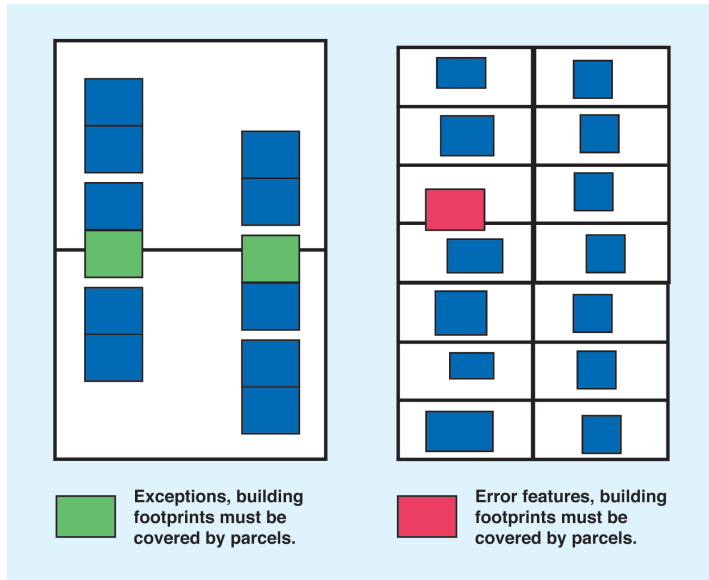 Exceptions, building
footprints must be
covered by parcels.
Error features, building
footprints must be
covered by parcels.